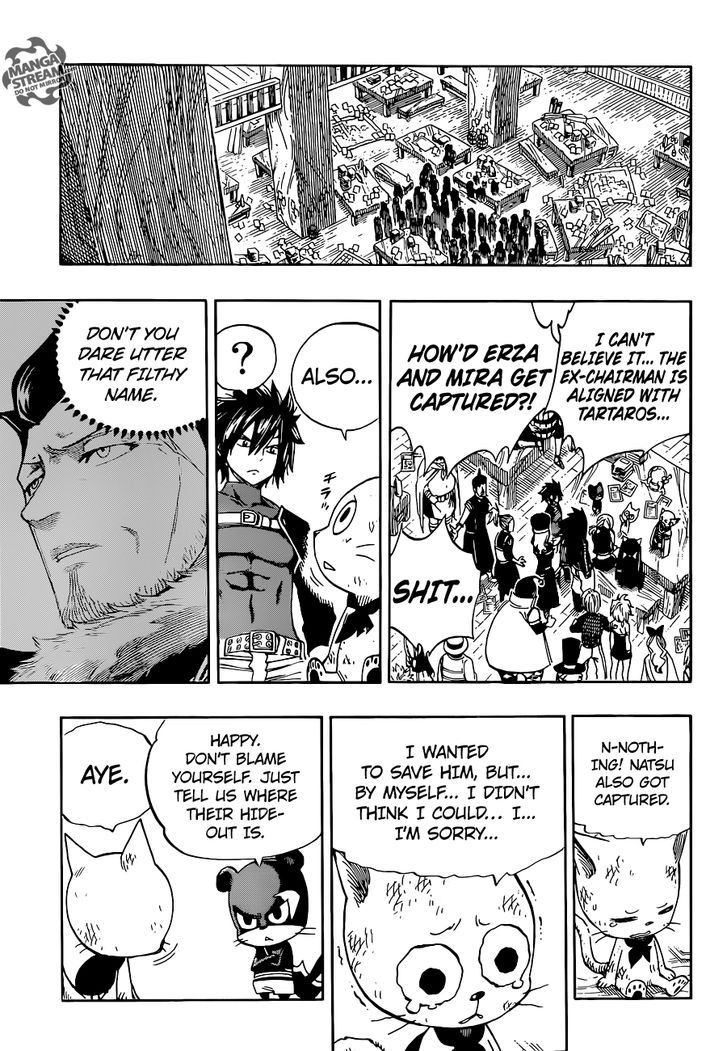 MANGA
STREAM
DO NOT MIRROR
I CAN'T
BELIEVE IT... THE
EX-CHAIRMAN IS
ALIGNED WITH
TARTAROS...
HOW'D ERZA
AND MIRA GET
CAPTURED?!
SHIT...
ALSO...
?
DON'T YOU
DARE UTTER
THAT FILTHY
NAME.
N-NOTH-
ING! NATSU
ALSO GOT
CAPTURED.
I WANTED
TO SAVE HIM, BUT...
BY MYSELF... I DIDN'T
THINK I COULD... I...
I'M SORRY...
HAPPY.
DON'T BLAME
YOURSELF. JUST
TELL US WHERE
THEIR HIDE-
OUT IS.
AYE.